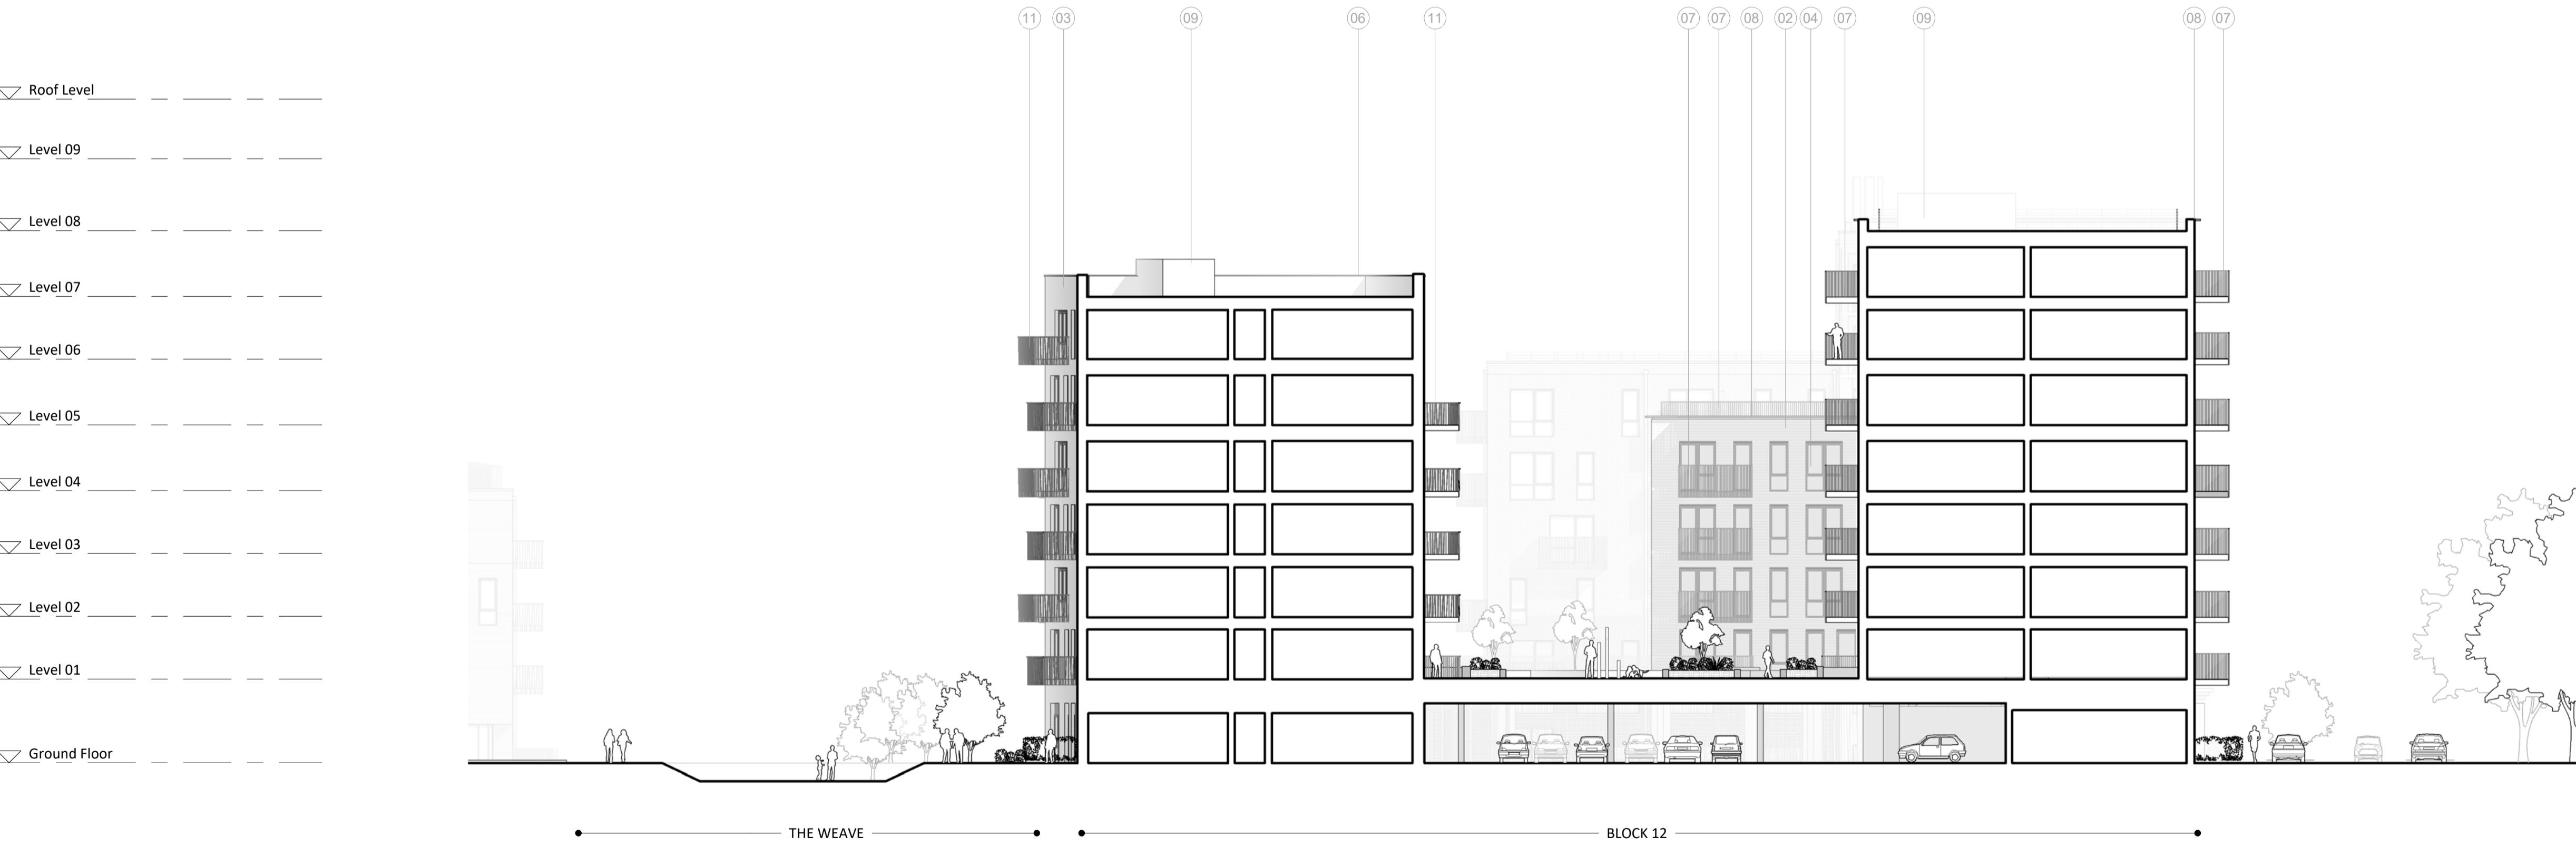 11 03 09 06 11 07 07 08 02 04 07 09 08 07
Roof Level
Level 09
Level 08
Level 07
Level 06
Level 05
Level 04
Level 03
Level 02
Level 01
Ground Floor
THE WEAVE BLOCK 12